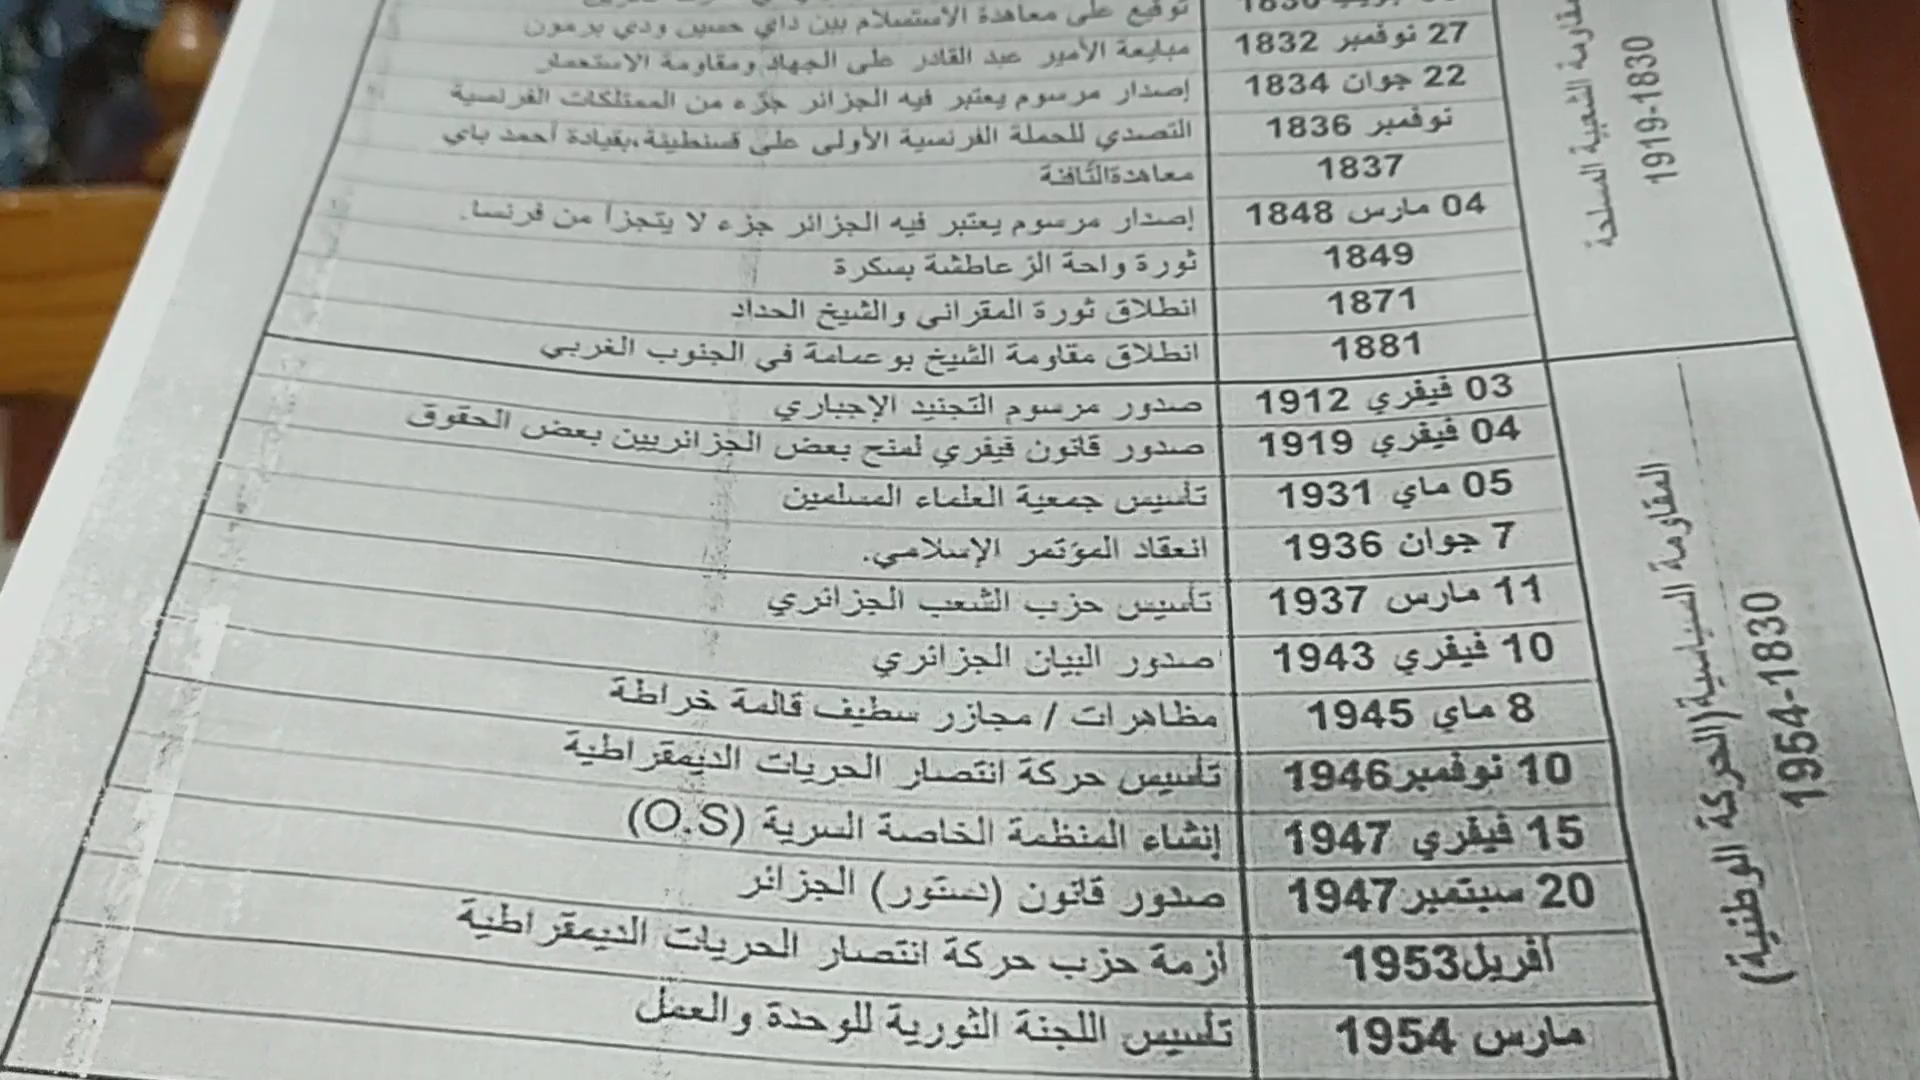 توقيع على معاهدة الاستسلام بين داي حسين ودي برمون
27 نوفمبر 1832 مبايعة الأمير عبد القادر على الجهاد ومقاومة الاستعمار
22 جوان 1834 إصدار مرسوم يعتبر فيه الجزائر جزء من الممتلكات الفرنسية
نوفمبر 1836 التصدي للحملة الفرنسية الأولى على قسنطينة،بقيادة أحمد باي
1837 معاهدةالتافنة
04 مارس 1848 إصدار مرسوم يعتبر فيه الجزائر جزء لا يتجزأ من فرنسا.
1849 ثورة واحة الزعاطشة بسكرة
1871 انطلاق ثورة المقراني والشيخ الحداد
1881 انطلاق مقاومة الشيخ بوعمامة في الجنوب الغربي
مقاومة الشعبية المسلحة
1919-1830
03 فيفري 1912 صدور مرسوم التجنيد الإجباري
04 فيفري 1919 صدور قانون فيفري لمنح بعض الجزائريين بعض الحقوق
05 ماي 1931 تأسيس جمعية العلماء المسلمين
7 جوان 1936 انعقاد المؤتمر الإسلامي.
11 مارس 1937 تأسيس حزب الشعب الجزائري
10 فيفري 1943 صدور البيان الجزائري
8 ماي 1945 مظاهرات / مجازر سطيف قالمة خراطة
10 نوفمبر1946 تأسيس حركة انتصار الحريات الديمقراطية
15 فيفري 1947 إنشاء المنظمة الخاصة السرية (O.S)
20 سبتمبر1947 صدور قانون (دستور) الجزائر
أفريل1953 أزمة حزب حركة انتصار الحريات الديمقراطية
مارس 1954 تأسيس اللجنة الثورية للوحدة والعمل
المقاومة السياسية(الحركة الوطنية)
1954-1830